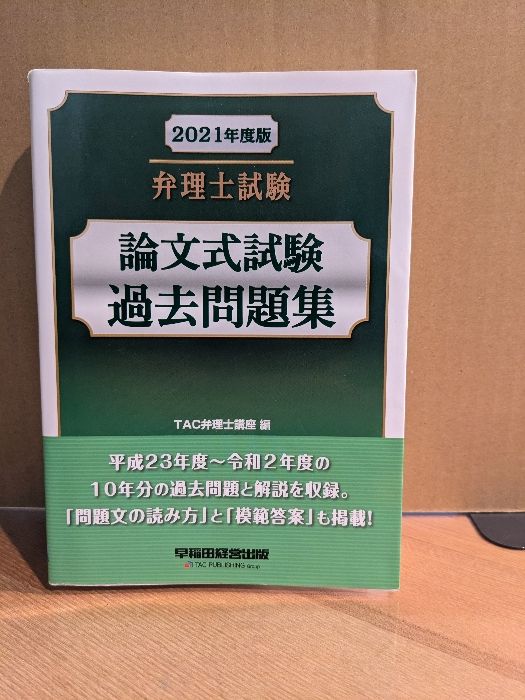 2021年度版
弁理士試験
論文式試験
過去問題集
TAC弁理士講座 編
平成23年度～令和2年度の
10年分の過去問題と解説を収録。
「問題文の読み方」と「模範答案」も掲載!
早稲田経営出版
TAC PUBLISHING Group